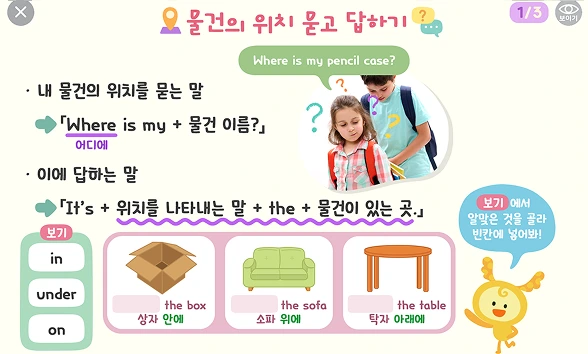 물건의 위치 묻고 답하기
1/3
보이기
Where is my pencil case?
· 내 물건의 위치를 묻는 말
「Where is my + 물건 이름?」
어디에
· 이에 답하는 말
「It's + 위치를 나타내는 말 + the + 물건이 있는 곳.」
보기
in
under
on
the box
상자 안에
the sofa
소파 위에
the table
탁자 아래에
보기 에서
알맞은 것을 골라
빈칸에 넣어봐!